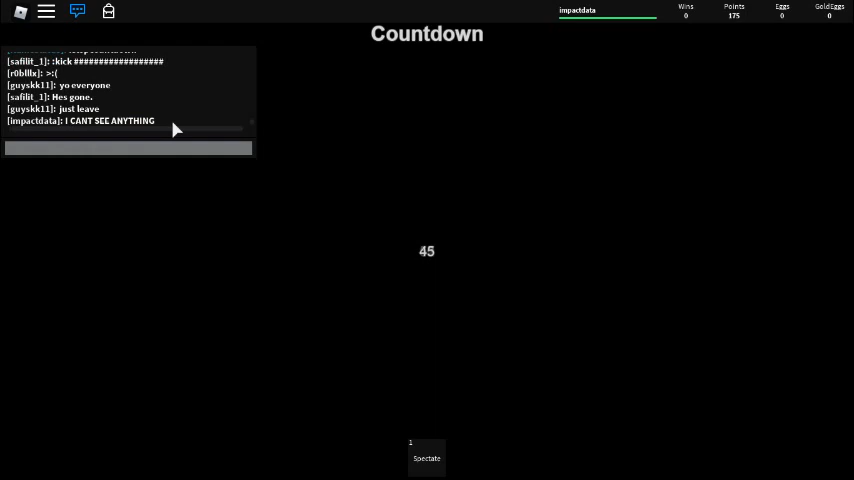 impactdata
Wins
0
Points
175
Eggs
0
GoldEggs
0
Countdown
[safilit_1]: :kick #################
[r0blllx]: >:(
[guyskk11]: yo everyone
[safilit_1]: Hes gone.
[guyskk11]: just leave
[impactdata]: I CANT SEE ANYTHING
45
1
Spectate